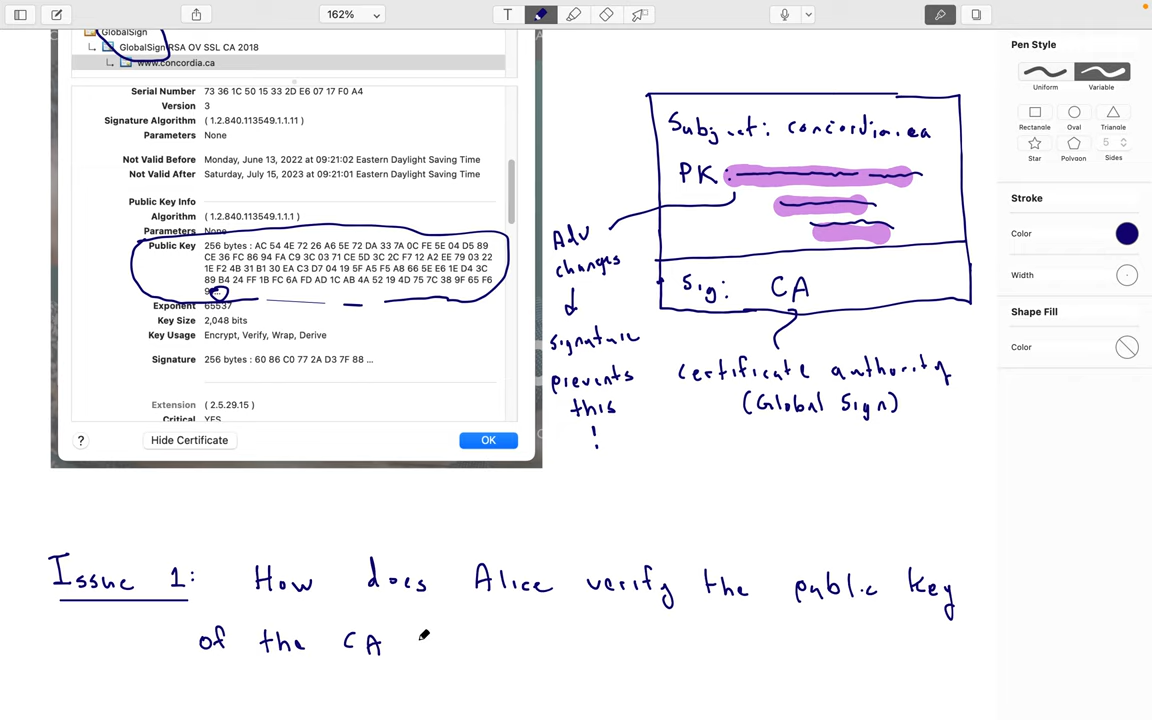 162%
T
GlobalSign
GlobalSign RSA OV SSL CA 2018
www.concordia.ca
Serial Number 73 36 1C 50 15 33 2D E6 07 17 F0 A4
Version 3
Signature Algorithm ( 1.2.840.113549.1.1.11 )
Parameters None
Not Valid Before Monday, June 13, 2022 at 09:21:02 Eastern Daylight Saving Time
Not Valid After Saturday, July 15, 2023 at 09:21:01 Eastern Daylight Saving Time
Public Key Info
Algorithm ( 1.2.840.113549.1.1.1 )
Parameters None
Public Key 256 bytes : AC 54 4E 72 26 A6 5E 72 DA 33 7A 0C FE 5E 04 D5 89
CE 36 FC 86 94 FA C9 3C 03 71 CE 5D 3C 2C F7 12 A2 EE 79 03 22
1E F2 4B 31 B1 30 EA C3 D7 04 19 5F A5 F5 A8 66 5E E6 1E D4 3C
89 B4 24 FF 1B FC 6A FD AD 1C AB 4A 52 19 4D 75 7C 38 9F 65 F6
Exponent 65537
Key Size 2,048 bits
Key Usage Encrypt, Verify, Wrap, Derive
Signature 256 bytes : 60 86 C0 77 2A D3 7F 88 ...
Extension ( 2.5.29.15 )
Critical YES
?
Hide Certificate
OK
Subject: concordia.ca
PK:
Sig: CA
Adv
changes
signature
prevents
this
!
certificate authority
(Global Sign)
Issue 1: How does Alice verify the public key
of the CA
Pen Style
Uniform Variable
Rectangle Oval Triangle
5
Star Polygon Sides
Stroke
Color
Width
Shape Fill
Color